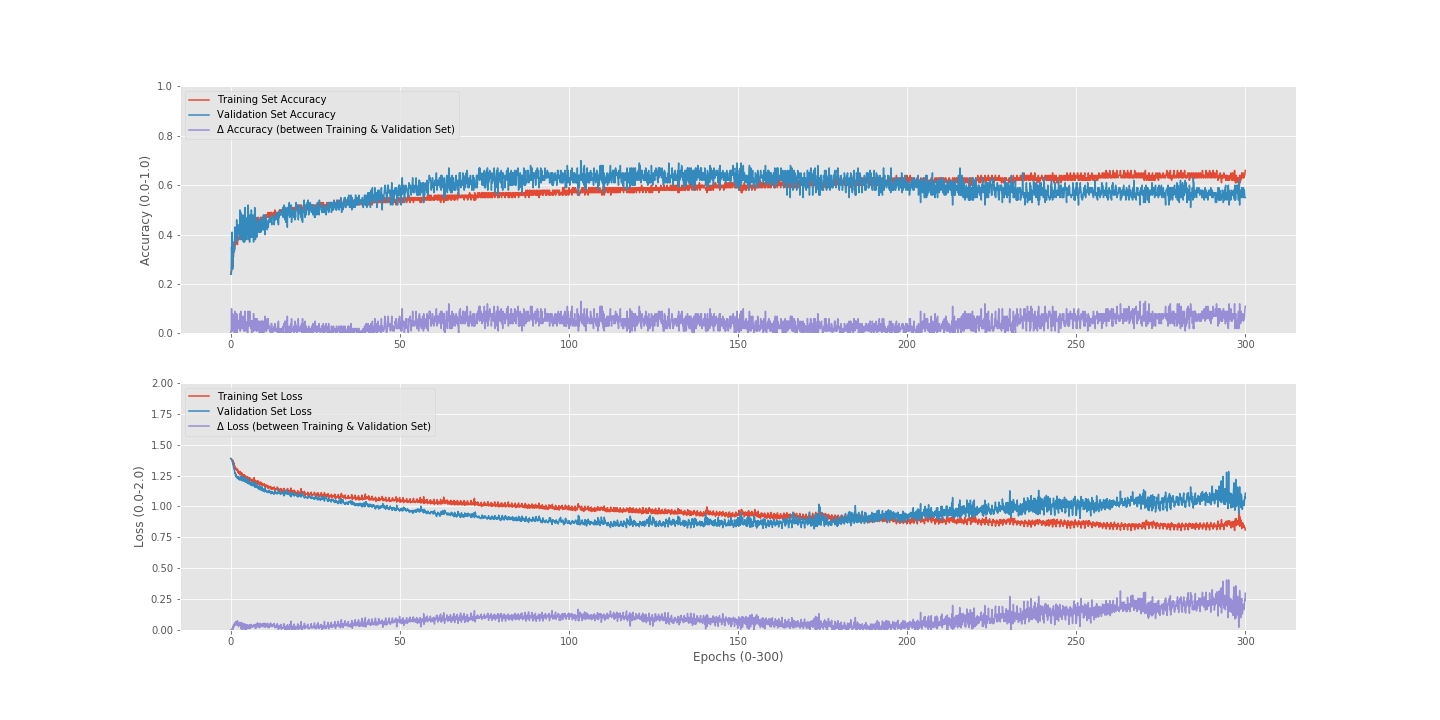 1.0
0.8
0.6
0.4
0.2
0.0
Accuracy (0.0-1.0)
Training Set Accuracy
Validation Set Accuracy
Δ Accuracy (between Training & Validation Set)
0 50 100 150 200 250 300
2.00
1.75
1.50
1.25
1.00
0.75
0.50
0.25
0.00
Loss (0.0-2.0)
Training Set Loss
Validation Set Loss
Δ Loss (between Training & Validation Set)
0 50 100 150 200 250 300
Epochs (0-300)